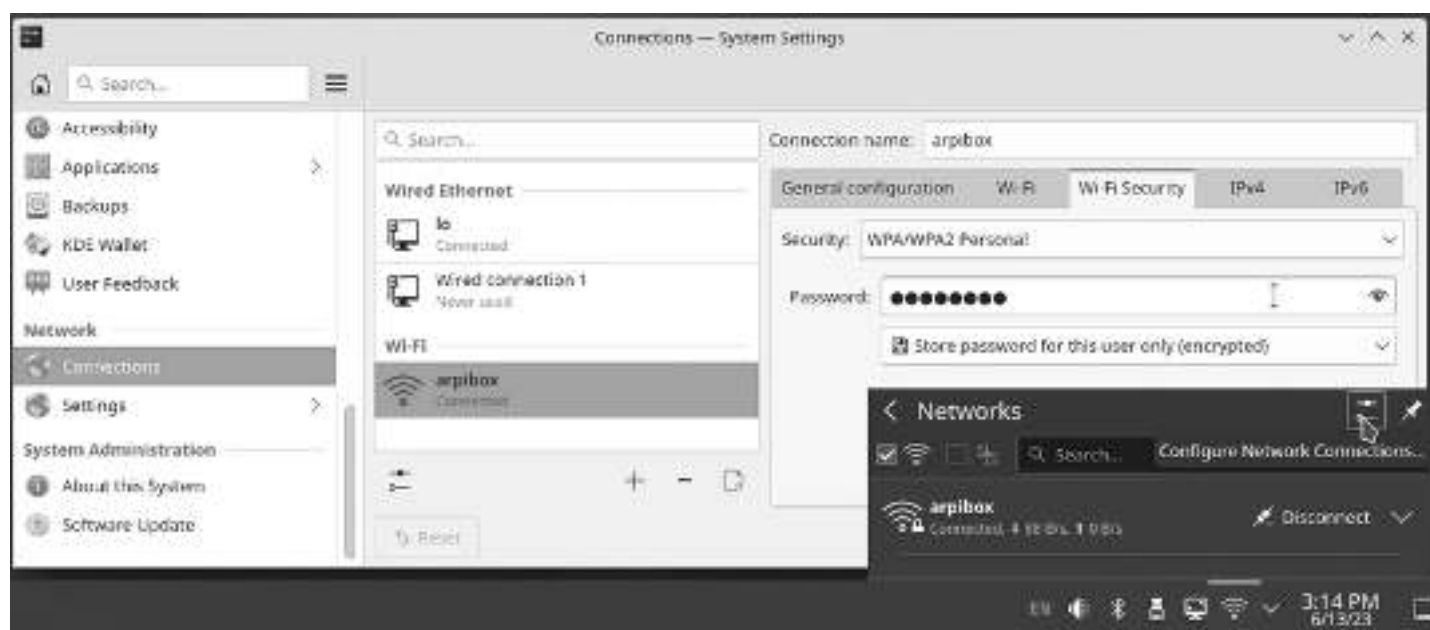 Connections — System Settings
Search...
Accessibility
Applications
Backups
KDE Wallet
User Feedback
Network
Connections
Settings
System Administration
About this System
Software Update
Search...
Wired Ethernet
lo
Connected
Wired connection 1
Never used
Wi-Fi
arpibox
Connected
Reset
Connection name: arpibox
General configuration Wi-Fi Wi-Fi Security IPv4 IPv6
Security: WPA/WPA2 Personal
Password: ●●●●●●●●
Store password for this user only (encrypted)
Networks
Search... Configure Network Connections...
arpibox
Connected,
Disconnect
EN 3:14 PM
6/13/23